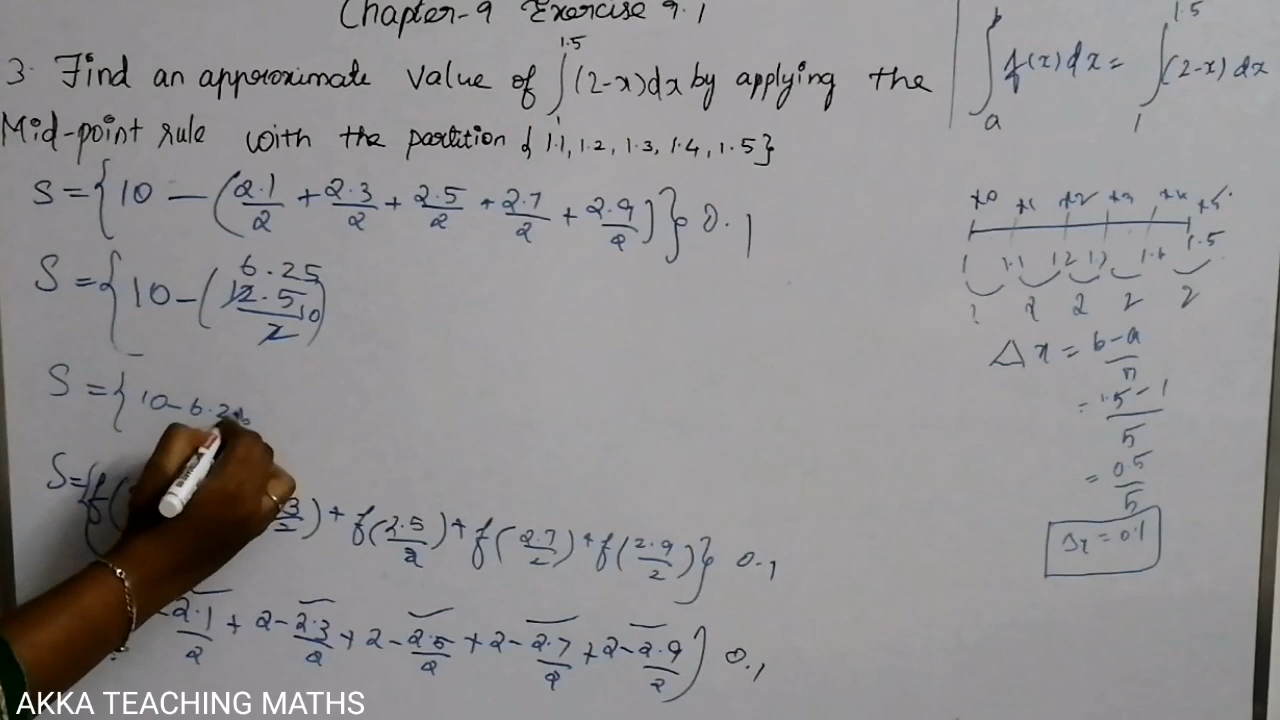 Chapter-9 Exercise 9.1
3. Find an approximate value of ∫₁^1.5 (2-x)dx by applying the
Mid-point rule with the partition { 1.1, 1.2, 1.3, 1.4, 1.5}
S = { 10 - ( 2.1/2 + 2.3/2 + 2.5/2 + 2.7/2 + 2.9/2 ) } 0.1
S = { 10 - ( 12.510/2 )
6.25
S = { 10 - 6.2
S = { f( 3/2 ) + f( 2.5/2 ) + f( 2.7/2 ) + f( 2.9/2 ) } 0.1
- 2.1/2 + 2 - 2.3/2 + 2 - 2.5/2 + 2 - 2.7/2 + 2 - 2.9/2 ) 0.1
∫ₐ^b f(x)dx = ∫₁^1.5 (2-x) dx
x0 x1 x2 x3 x4 x5
1 1.1 1.2 1.3 1.4 1.5
2 2 2 2 2
Δx = b-a/n
= 1.5-1/5
= 0.5/5
Δx = 0.1
AKKA TEACHING MATHS